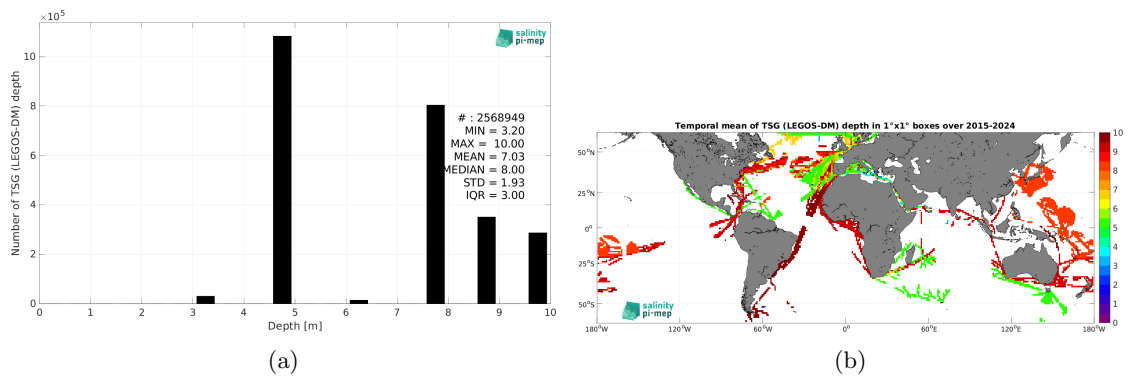 ×10⁵
salinity
pi-mep
Number of TSG (LEGOS-DM) depth
10
8
6
4
2
0
# : 2568949
MIN = 3.20
MAX = 10.00
MEAN = 7.03
MEDIAN = 8.00
STD = 1.93
IQR = 3.00
0 1 2 3 4 5 6 7 8 9 10
Depth [m]
(a)
Temporal mean of TSG (LEGOS-DM) depth in 1°x1° boxes over 2015-2024
50°N
25°N
0°
25°S
50°S
salinity
pi-mep
180°W 120°W 60°W 0° 60°E 120°E 180°E
10
9
8
7
6
5
4
3
2
1
0
(b)